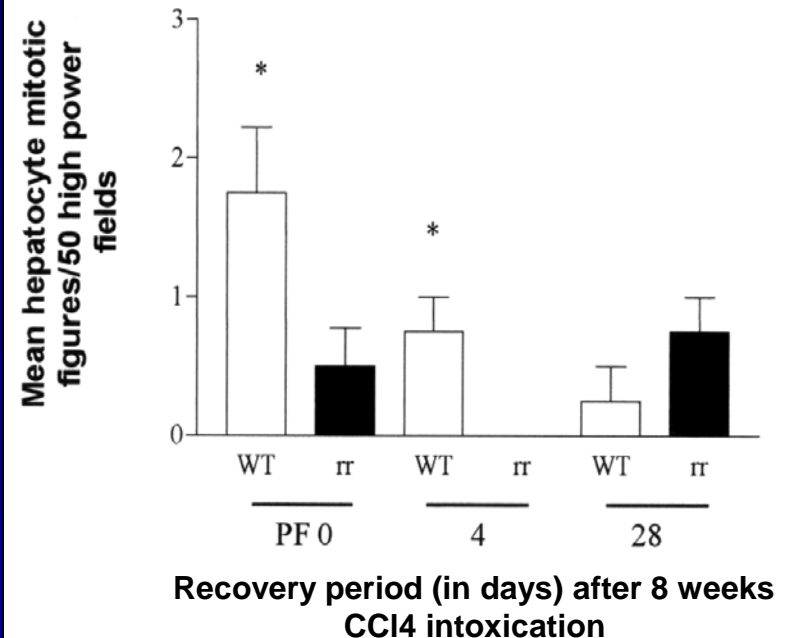 Mean hepatocyte mitotic
figures/50 high power
fields
3
2
1
0
*
*
WT
rr
WT
rr
WT
rr
PF 0
4
28
Recovery period (in days) after 8 weeks
CCl4 intoxication